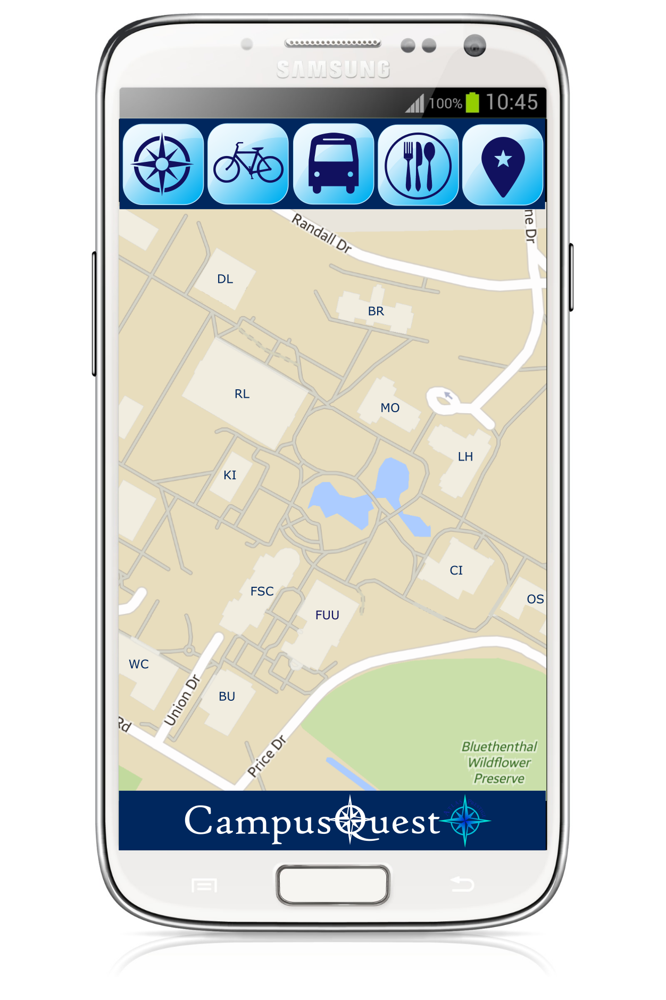 SAMSUNG
100% 10:45
Randall Dr
ne Dr
DL
BR
RL
MO
LH
KI
CI
FSC
OS
FUU
WC
BU
Union Dr
Rd
Price Dr
Bluethenthal
Wildflower
Preserve
CampusQuest